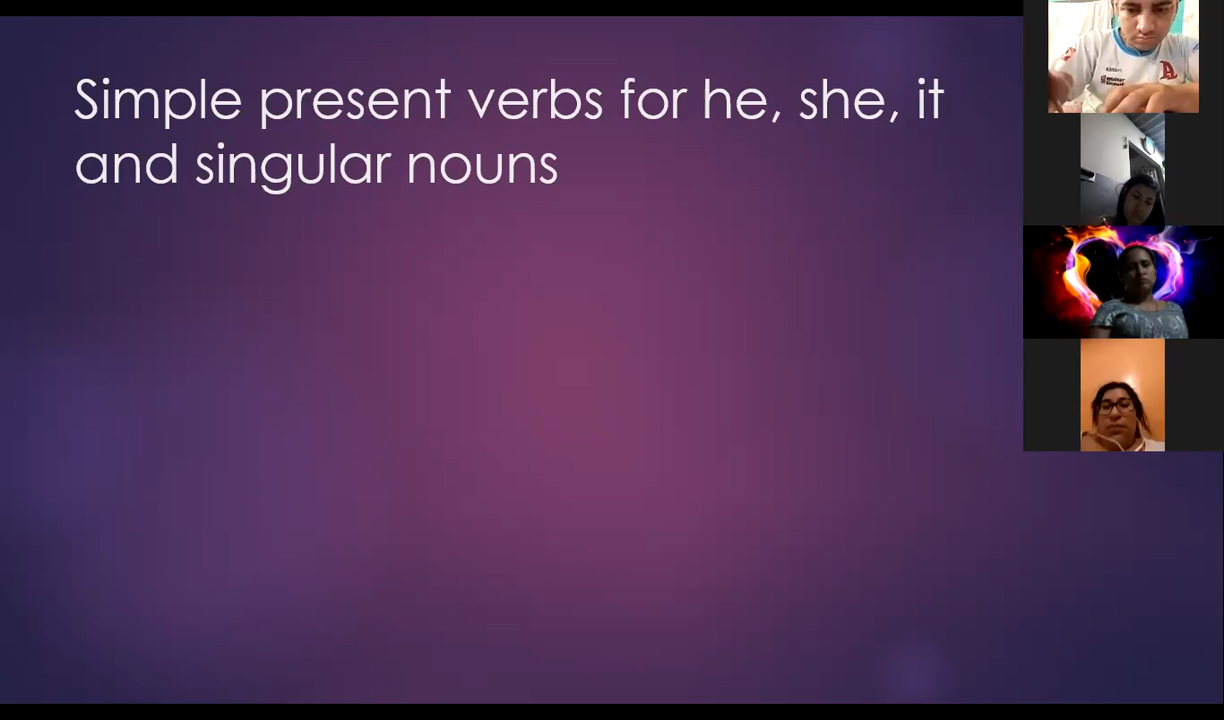 Simple present verbs for he, she, it
and singular nouns